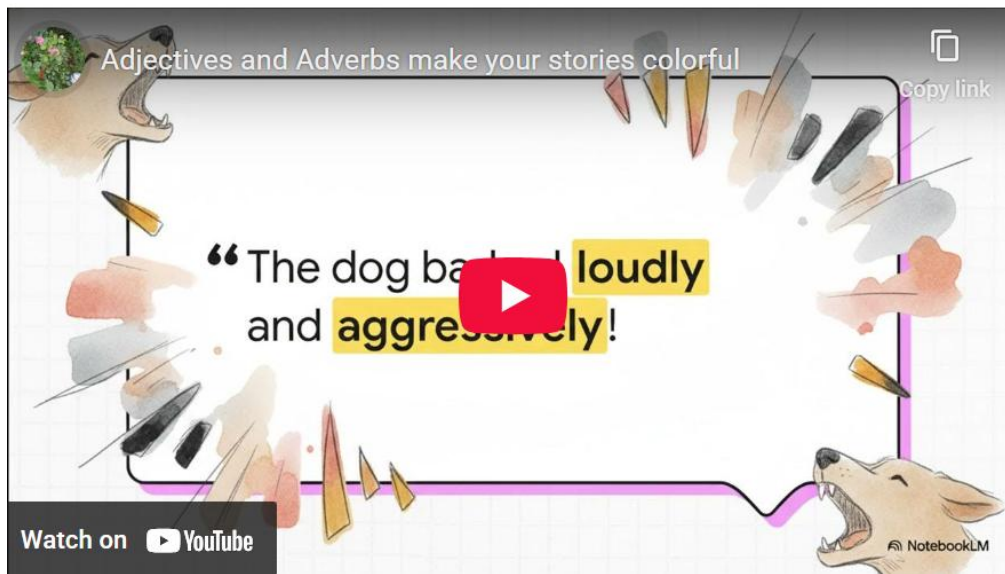 Adjectives and Adverbs make your stories colorful
Copy link
“The dog loudly
and aggressively!
Watch on YouTube
NotebookLM